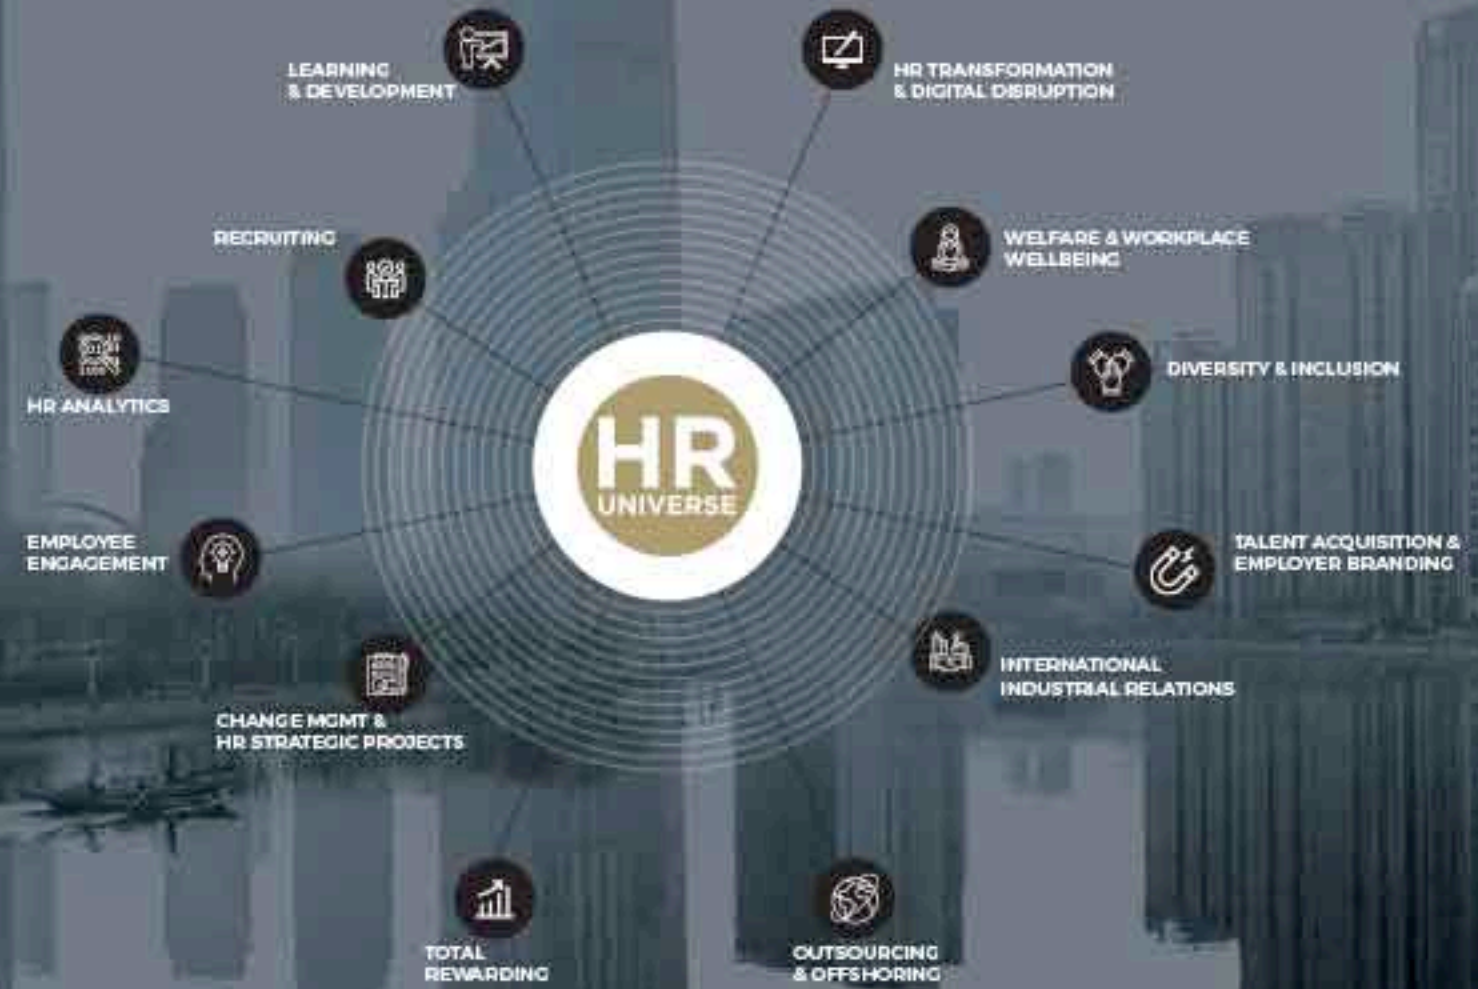 LEARNING
& DEVELOPMENT
HR TRANSFORMATION
& DIGITAL DISRUPTION
RECRUITING
WELFARE & WORKPLACE
WELLBEING
HR ANALYTICS
DIVERSITY & INCLUSION
HR
UNIVERSE
EMPLOYEE
ENGAGEMENT
TALENT ACQUISITION &
EMPLOYER BRANDING
CHANGE MGMT &
HR STRATEGIC PROJECTS
INTERNATIONAL
INDUSTRIAL RELATIONS
TOTAL
REWARDING
OUTSOURCING
& OFFSHORING